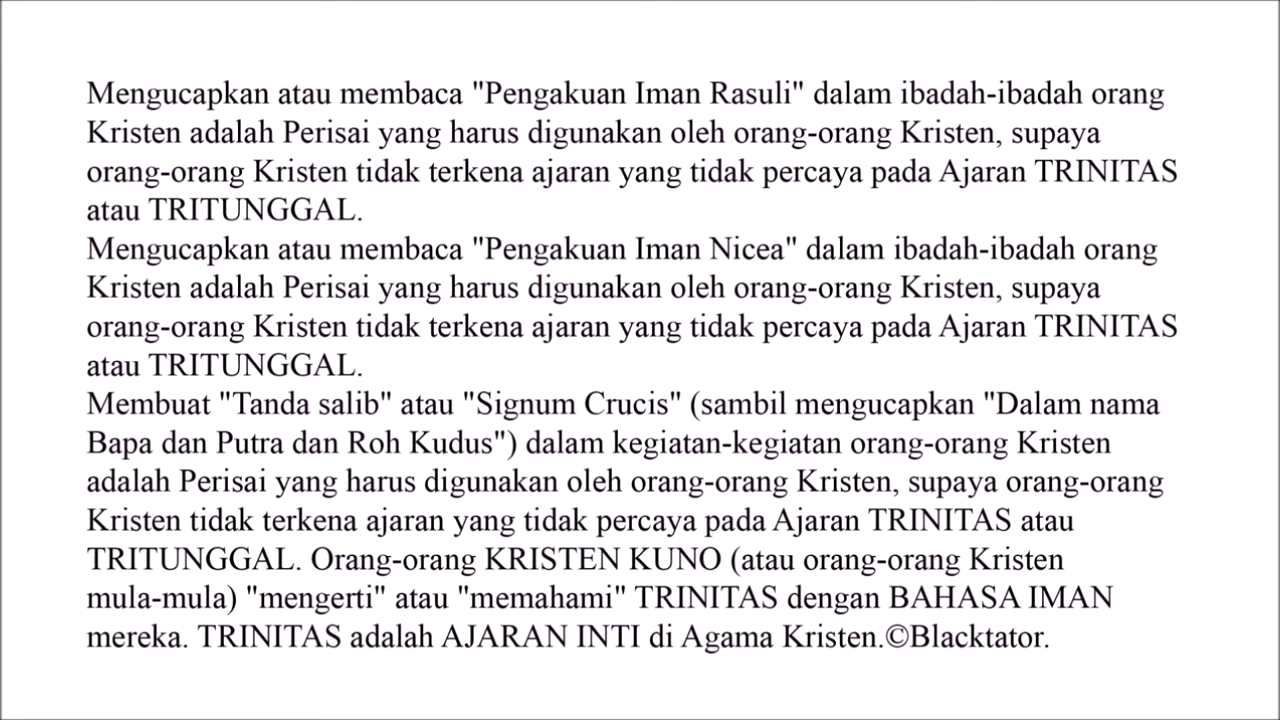 Mengucapkan atau membaca "Pengakuan Iman Rasuli" dalam ibadah-ibadah orang
Kristen adalah Perisai yang harus digunakan oleh orang-orang Kristen, supaya
orang-orang Kristen tidak terkena ajaran yang tidak percaya pada Ajaran TRINITAS
atau TRITUNGGAL.
Mengucapkan atau membaca "Pengakuan Iman Nicea" dalam ibadah-ibadah orang
Kristen adalah Perisai yang harus digunakan oleh orang-orang Kristen, supaya
orang-orang Kristen tidak terkena ajaran yang tidak percaya pada Ajaran TRINITAS
atau TRITUNGGAL.
Membuat "Tanda salib" atau "Signum Crucis" (sambil mengucapkan "Dalam nama
Bapa dan Putra dan Roh Kudus") dalam kegiatan-kegiatan orang-orang Kristen
adalah Perisai yang harus digunakan oleh orang-orang Kristen, supaya orang-orang
Kristen tidak terkena ajaran yang tidak percaya pada Ajaran TRINITAS atau
TRITUNGGAL. Orang-orang KRISTEN KUNO (atau orang-orang Kristen
mula-mula) "mengerti" atau "memahami" TRINITAS dengan BAHASA IMAN
mereka. TRINITAS adalah AJARAN INTI di Agama Kristen.©Blacktator.